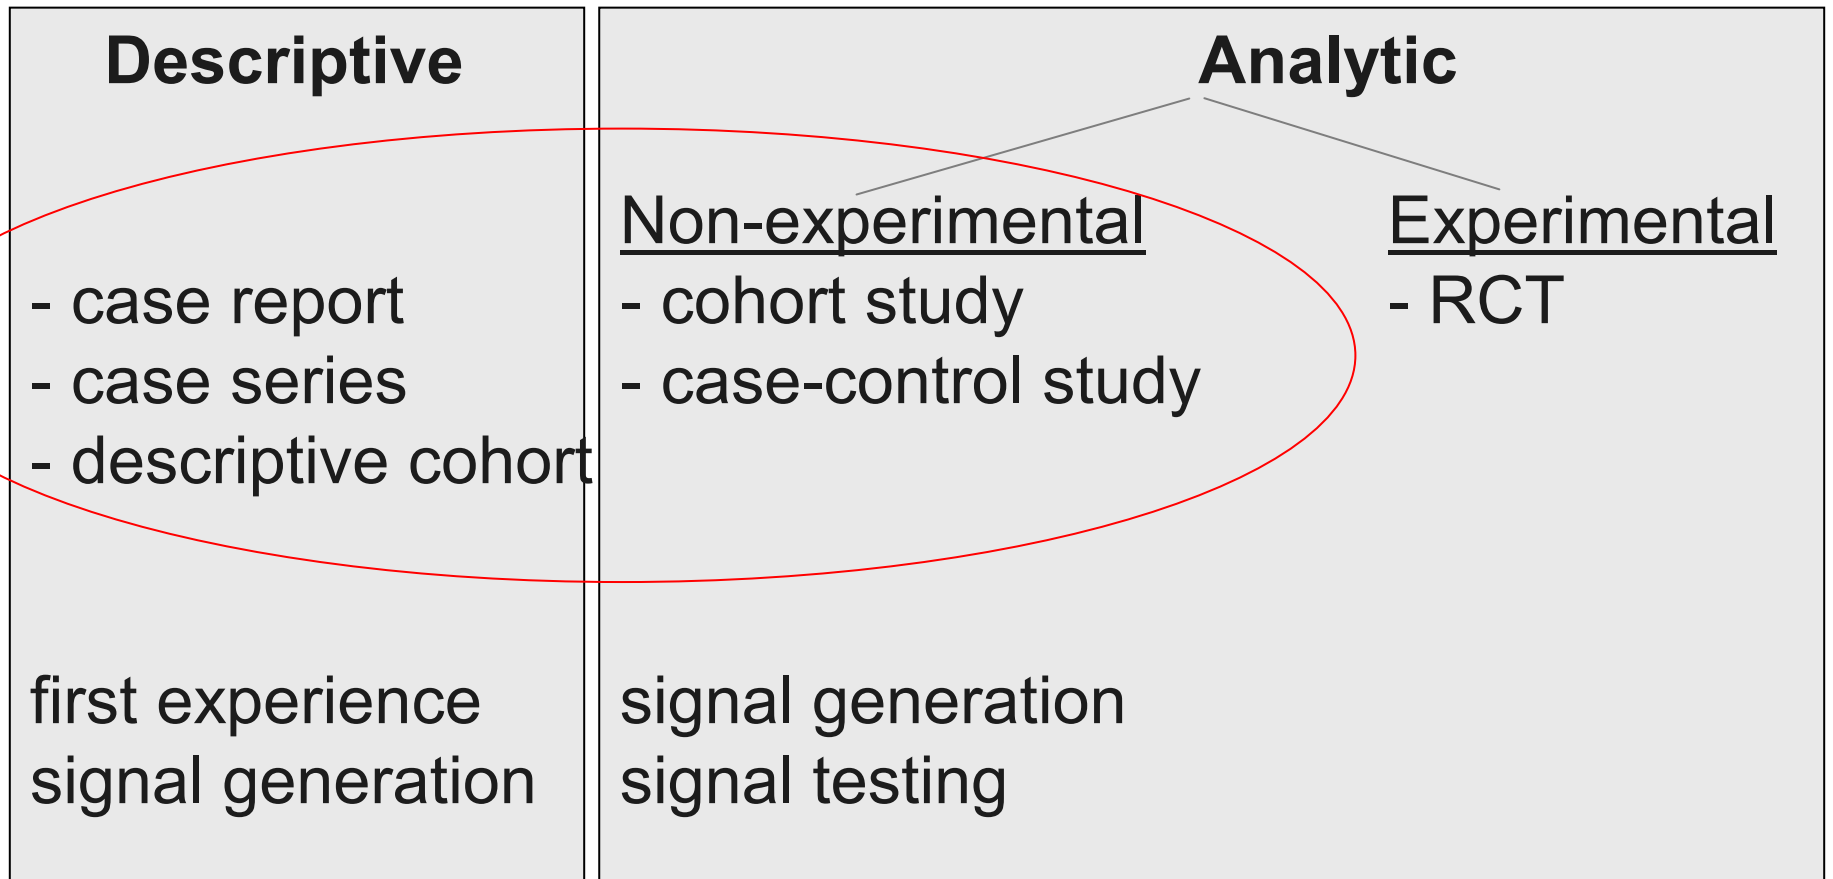 Descriptive
- case report
- case series
- descriptive cohort
first experience
signal generation
Analytic
Non-experimental
- cohort study
- case-control study
Experimental
- RCT
signal generation
signal testing